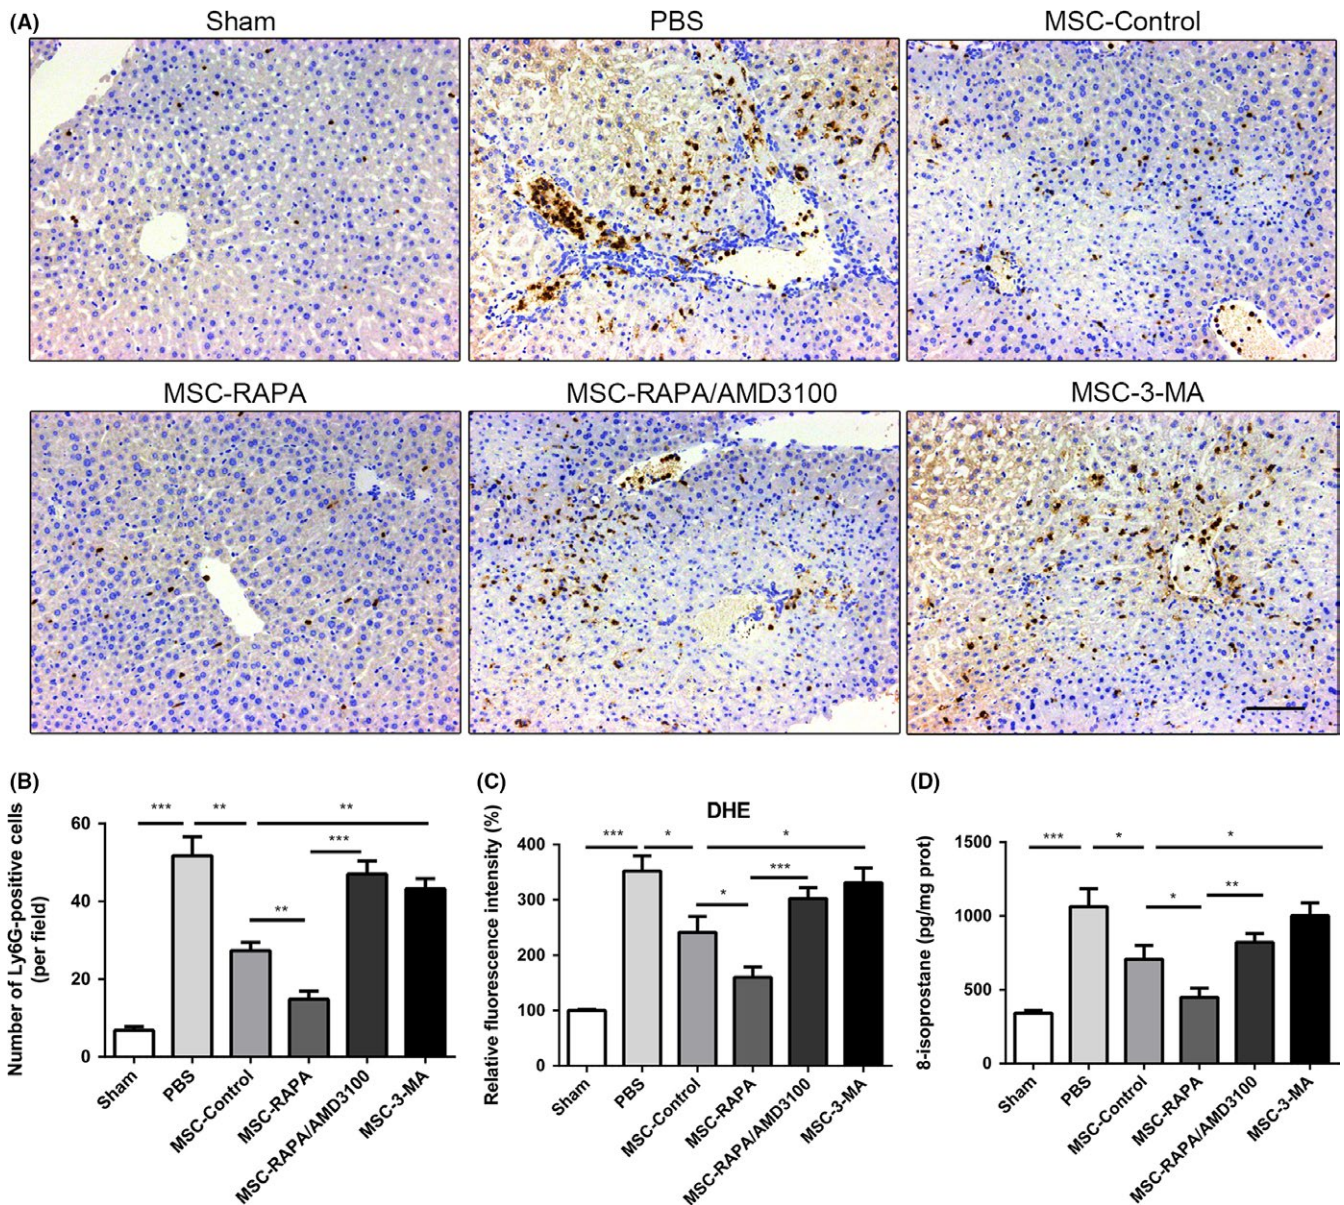 (A)
Sham
PBS
MSC-Control
MSC-RAPA
MSC-RAPA/AMD3100
MSC-3-MA
(B)
Number of Ly6G-positive cells
(per field)
60
40
20
0
***
**
**
***
**
Sham
PBS
MSC-Control
MSC-RAPA
MSC-RAPA/AMD3100
MSC-3-MA
(C)
DHE
Relative fluorescence intensity (%)
400
300
200
100
0
***
*
*
***
*
Sham
PBS
MSC-Control
MSC-RAPA
MSC-RAPA/AMD3100
MSC-3-MA
(D)
8-isoprostane (pg/mg prot)
1500
1000
500
0
***
*
*
**
*
Sham
PBS
MSC-Control
MSC-RAPA
MSC-RAPA/AMD3100
MSC-3-MA